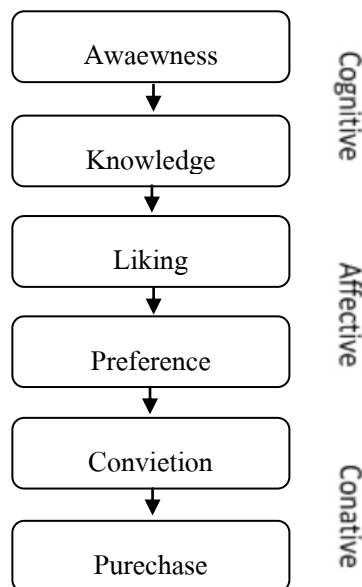 Awaewness
Cognitive
Knowledge
Liking
Affective
Preference
Convietion
Conative
Purechase